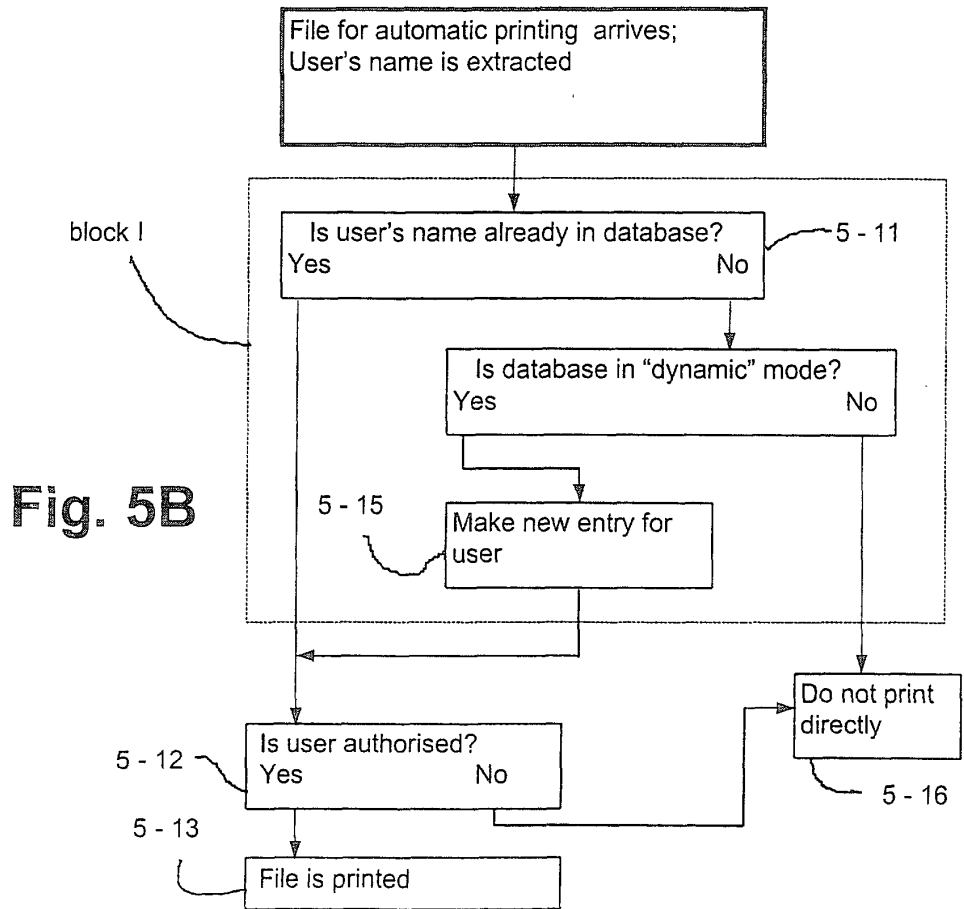 File for automatic printing arrives;
User's name is extracted
block I
Is user's name already in database?
Yes No
5 - 11
Is database in “dynamic” mode?
Yes No
Fig. 5B
5 - 15
Make new entry for
user
Do not print
directly
5 - 16
5 - 12
Is user authorised?
Yes No
5 - 13
File is printed